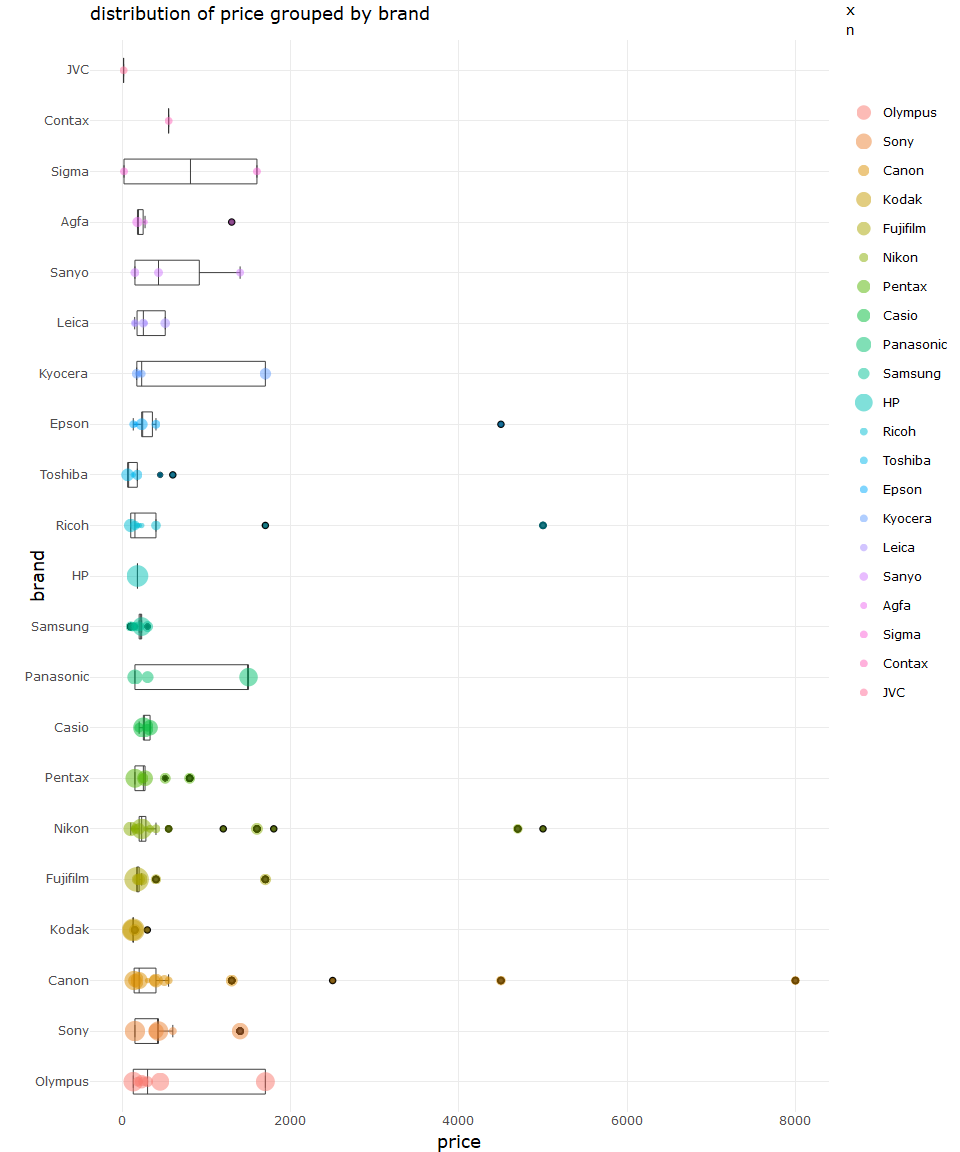 distribution of price grouped by brand
x
n
JVC
Contax
Sigma
Agfa
Sanyo
Leica
Kyocera
Epson
Toshiba
Ricoh
HP
Samsung
Panasonic
Casio
Pentax
Nikon
Fujifilm
Kodak
Canon
Sony
Olympus
brand
0
2000
4000
6000
8000
price
Olympus
Sony
Canon
Kodak
Fujifilm
Nikon
Pentax
Casio
Panasonic
Samsung
HP
Ricoh
Toshiba
Epson
Kyocera
Leica
Sanyo
Agfa
Sigma
Contax
JVC